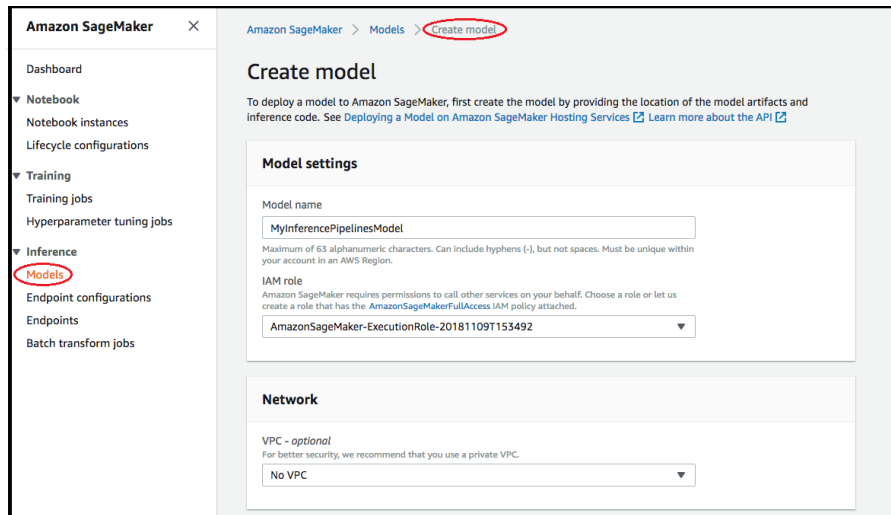 Amazon SageMaker
Dashboard
Notebook
Notebook instances
Lifecycle configurations
Training
Training jobs
Hyperparameter tuning jobs
Inference
Models
Endpoint configurations
Endpoints
Batch transform jobs
Amazon SageMaker > Models > Create model
Create model
To deploy a model to Amazon SageMaker, first create the model by providing the location of the model artifacts and
inference code. See Deploying a Model on Amazon SageMaker Hosting Services Learn more about the API
Model settings
Model name
MyInferencePipelinesModel
Maximum of 63 alphanumeric characters. Can include hyphens (-), but not spaces. Must be unique within
your account in an AWS Region.
IAM role
Amazon SageMaker requires permissions to call other services on your behalf. Choose a role or let us
create a role that has the AmazonSageMakerFullAccess IAM policy attached.
AmazonSageMaker-ExecutionRole-20181109T153492
Network
VPC - optional
For better security, we recommend that you use a private VPC.
No VPC